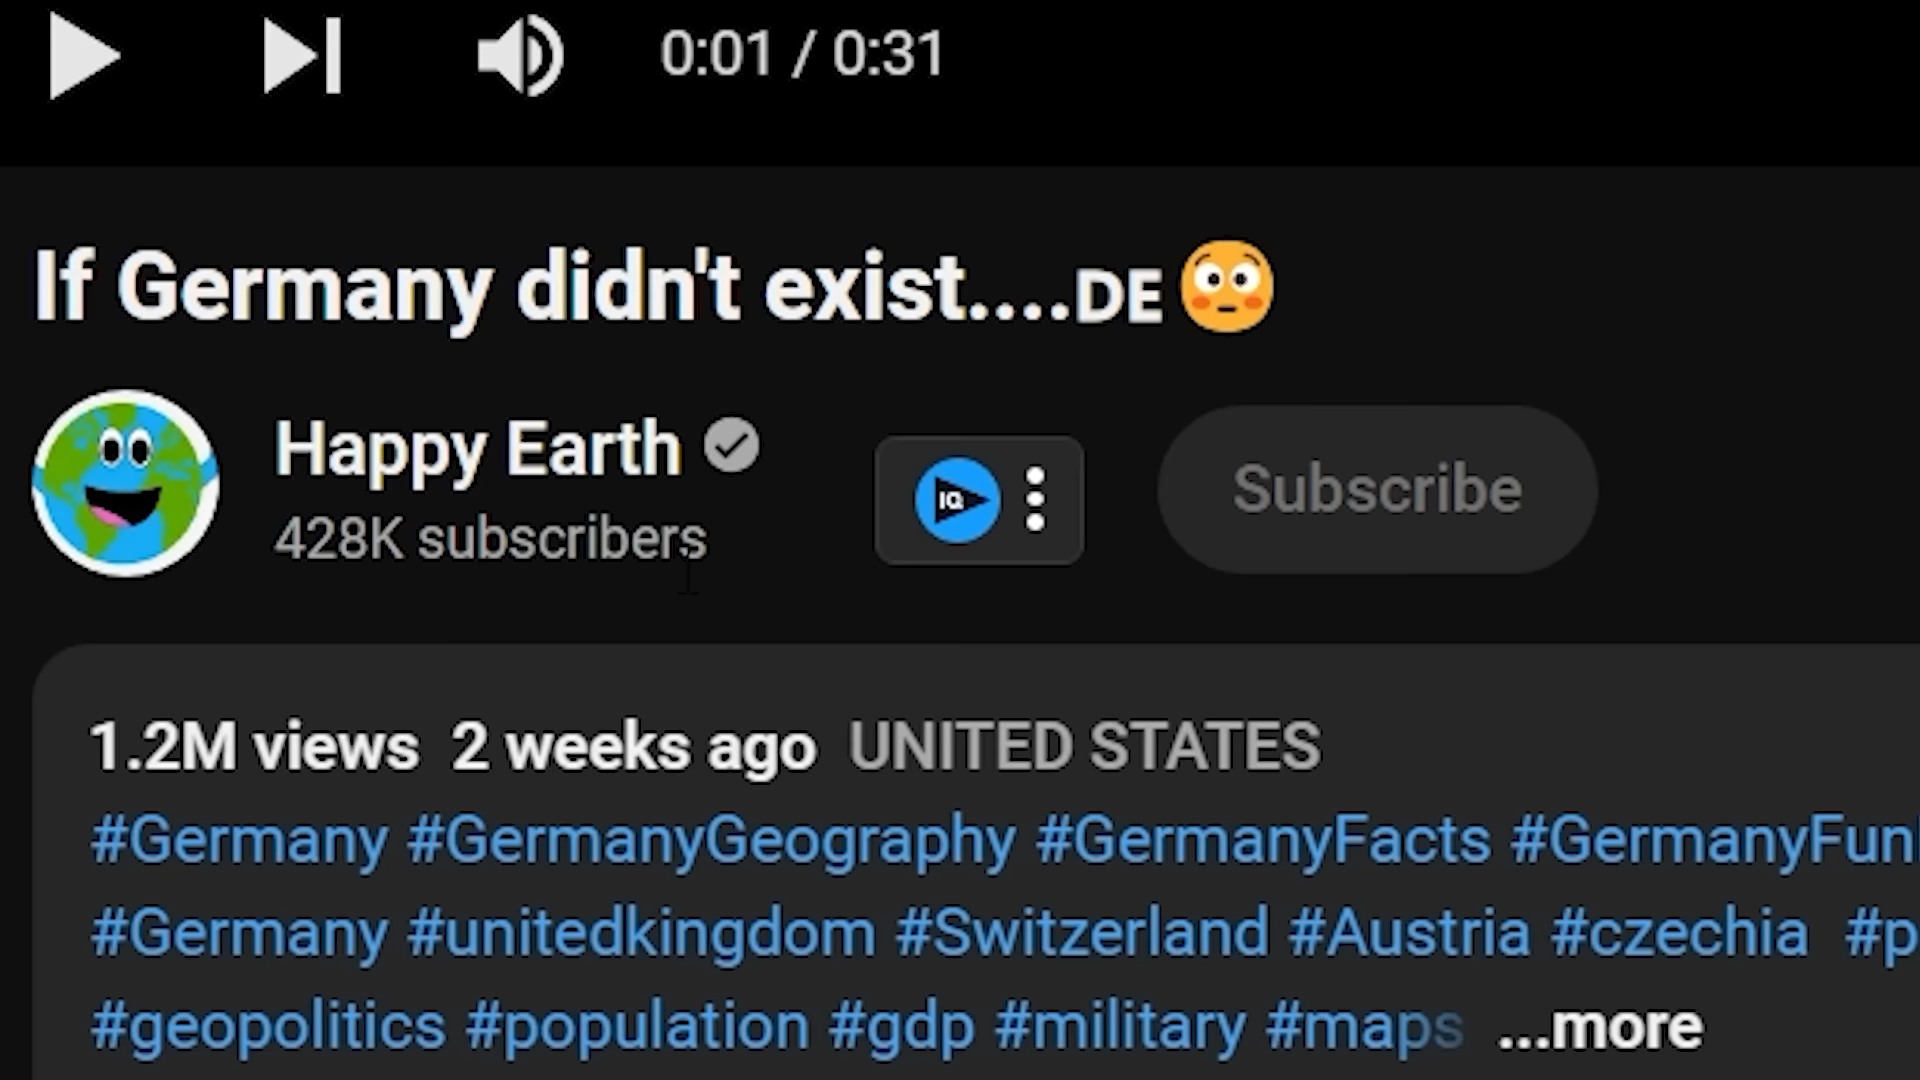 0:01 / 0:31
If Germany didn't exist....DE😳
Happy Earth
428K subscribers
IQ
Subscribe
1.2M views 2 weeks ago UNITED STATES
#Germany #GermanyGeography #GermanyFacts
#Germany #unitedkingdom #Switzerland #Austria #czechia
#geopolitics #population #gdp #military #maps ...more